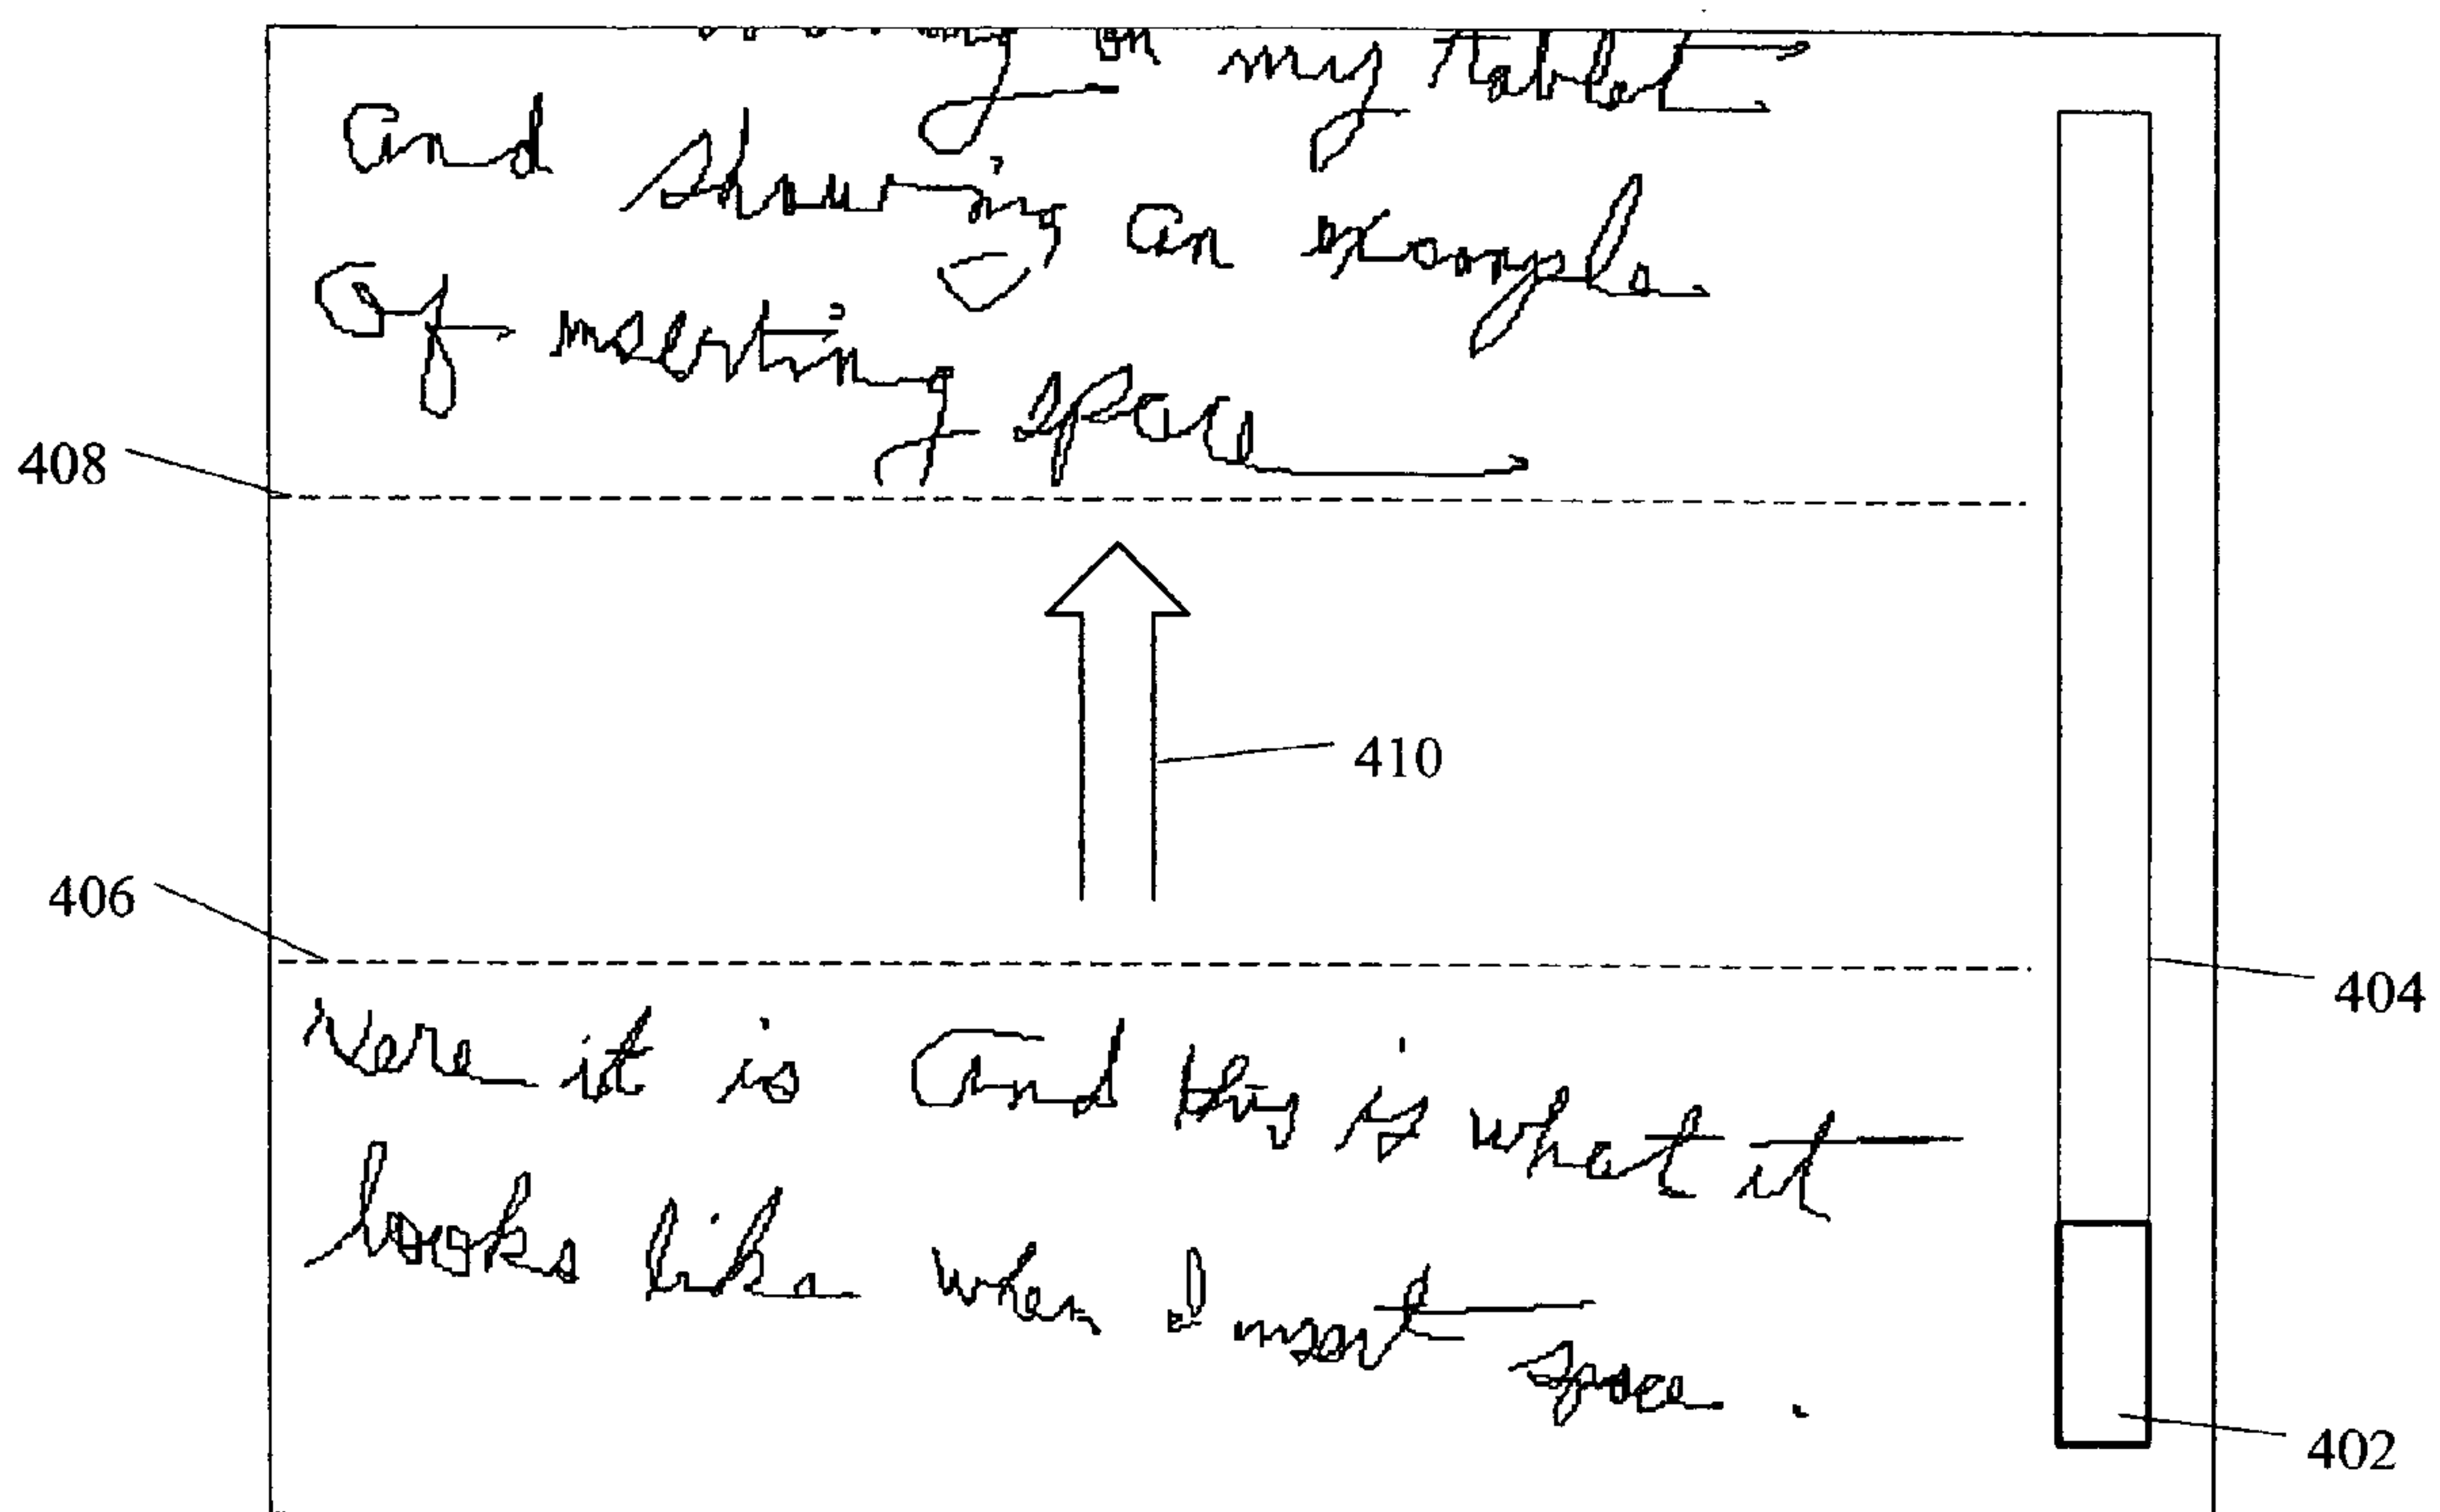 my tablet
and showing an example
of inserting space
408
410
406
404
Here it is and this is what it
looks like when I insert space .
402